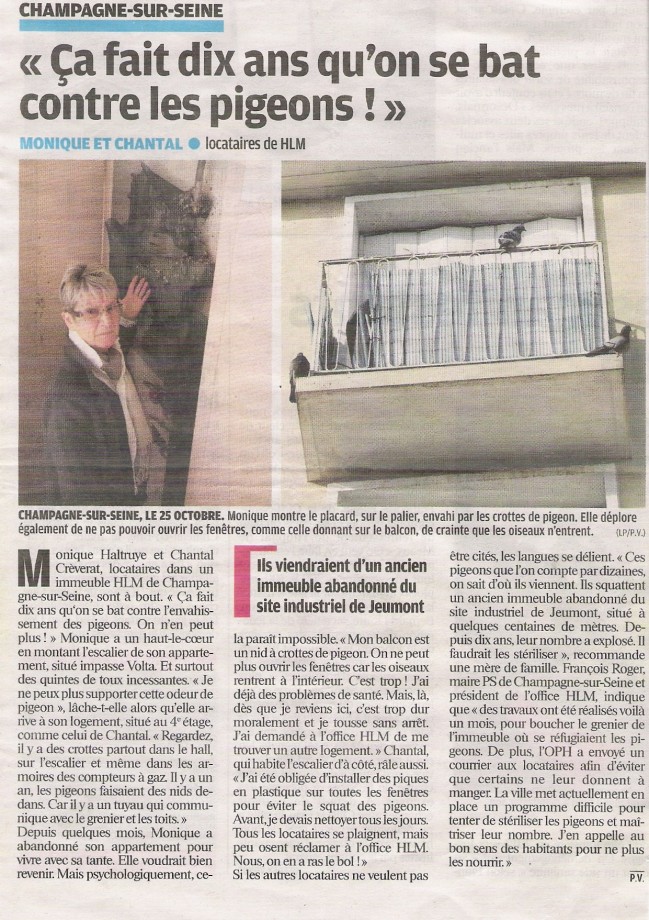 CHAMPAGNE-SUR-SEINE
« Ça fait dix ans qu’on se bat
contre les pigeons ! »
MONIQUE ET CHANTAL ● locataires de HLM
CHAMPAGNE-SUR-SEINE, LE 25 OCTOBRE. Monique montre le placard, sur le palier, envahi par les crottes de pigeon. Elle déplore
également de ne pas pouvoir ouvrir les fenêtres, comme celle donnant sur le balcon, de crainte que les oiseaux n’entrent. (LP/P.V.)
Monique Haltruye et Chantal
Crèverat, locataires dans un
immeuble HLM de Champa-
gne-sur-Seine, sont à bout. « Ça fait
dix ans qu’on se bat contre l’envahis-
sement des pigeons. On n’en peut
plus ! » Monique a un haut-le-cœur
en montant l’escalier de son apparte-
ment, situé impasse Volta. Et surtout
des quintes de toux incessantes. « Je
ne peux plus supporter cette odeur de
pigeon », lâche-t-elle alors qu’elle arri-
ve à son logement, situé au 4e étage,
comme celui de Chantal. « Regardez,
il y a des crottes partout dans le hall,
sur l’escalier et même dans les ar-
moires des compteurs à gaz. Il y a un
an, les pigeons faisaient des nids de-
dans. Car il y a un tuyau qui commu-
nique avec le grenier et les toits. »
Depuis quelques mois, Monique a
abandonné son appartement pour
vivre avec sa tante. Elle voudrait bien
revenir. Mais psychologiquement, ce-
Ils viendraient d’un ancien
immeuble abandonné du
site industriel de Jeumont
la paraît impossible. « Mon balcon est
un nid à crottes de pigeon. On ne peut
plus ouvrir les fenêtres car les oiseaux
rentrent à l’intérieur. C’est trop ! J’ai
déjà des problèmes de santé. Mais, là,
dès que je reviens ici, c’est trop dur
moralement et je tousse sans arrêt.
J’ai demandé à l’office HLM de me
trouver un autre logement. » Chantal,
qui habite l’escalier d’à côté, râle aussi.
« J’ai été obligée d’installer des piques
en plastique sur toutes les fenêtres
pour éviter le squat des pigeons.
Avant, je devais nettoyer tous les jours.
Tous les locataires se plaignent, mais
peu osent réclamer à l’office HLM.
Nous, on en a ras le bol ! »
Si les autres locataires ne veulent pas
être cités, les langues se délient. « Ces
pigeons que l’on compte par dizaines,
on sait d’où ils viennent. Ils squattent
un ancien immeuble abandonné du
site industriel de Jeumont, situé à
quelques centaines de mètres. De-
puis dix ans, leur nombre a explosé. Il
faudrait les stériliser », recommande
une mère de famille. François Roger,
maire PS de Champagne-sur-Seine et
président de l’office HLM, indique
que « des travaux ont été réalisés voilà
un mois, pour boucher le grenier de
l’immeuble où se réfugiaient les pi-
geons. De plus, l’OPH a envoyé un
courrier aux locataires afin d’éviter
que certains ne leur donnent à
manger. La ville met actuellement en
place un programme difficile pour
tenter de stériliser les pigeons et maî-
triser leur nombre. J’en appelle au
bon sens des habitants pour ne plus
les nourrir. »
P.V.